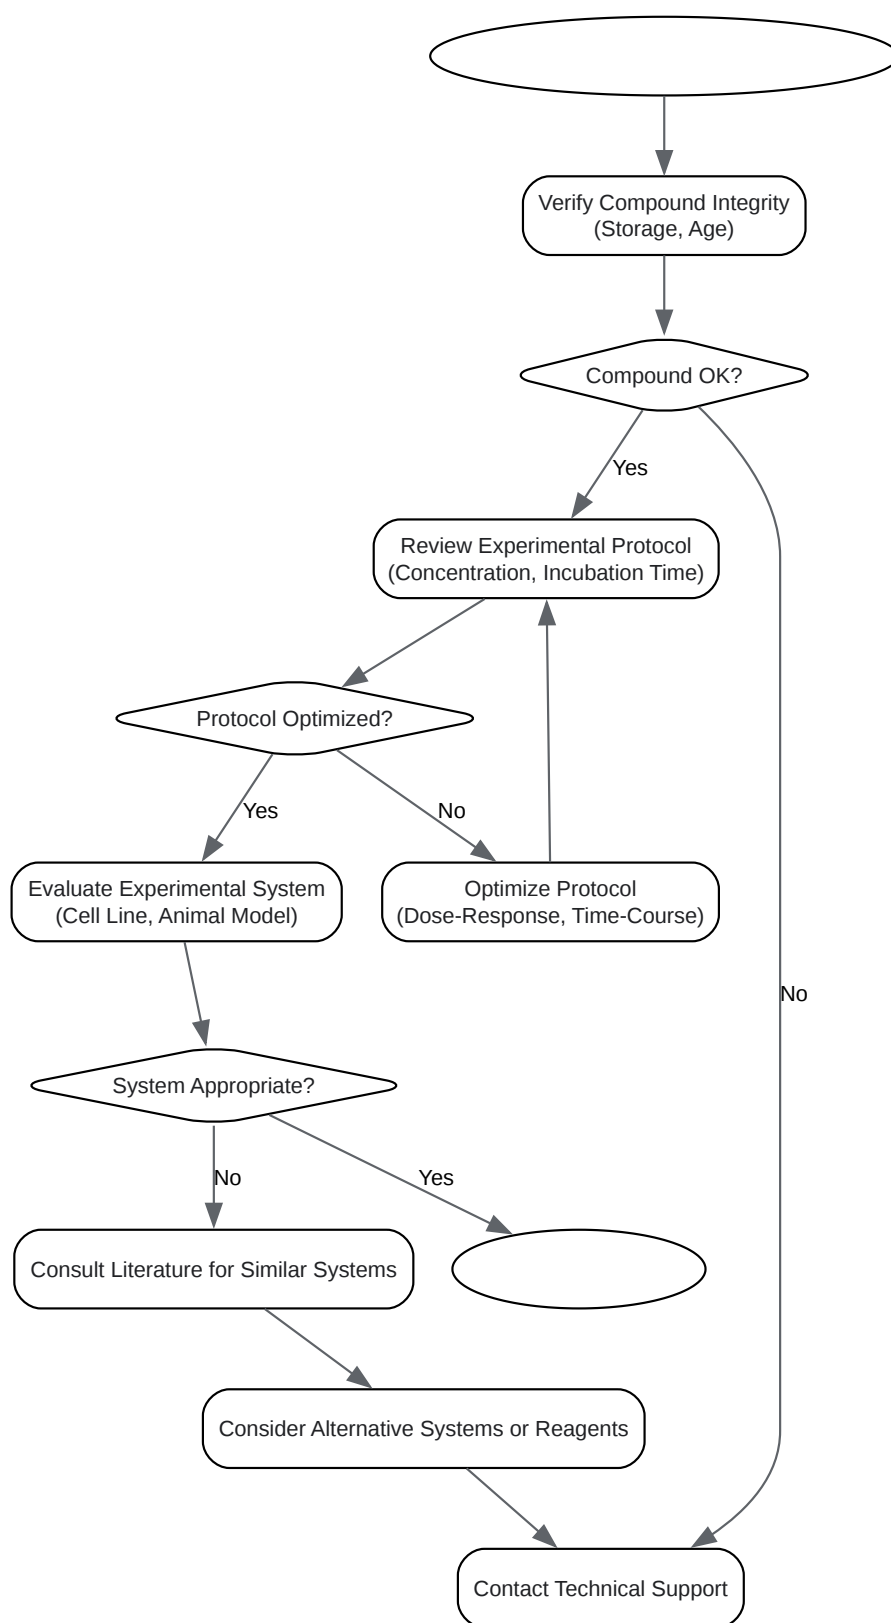 Verify Compound Integrity
(Storage, Age)
Compound OK?
Yes
Review Experimental Protocol
(Concentration, Incubation Time)
Protocol Optimized?
Yes
No
Evaluate Experimental System
(Cell Line, Animal Model)
Optimize Protocol
(Dose-Response, Time-Course)
No
System Appropriate?
No
Yes
Consult Literature for Similar Systems
Consider Alternative Systems or Reagents
Contact Technical Support